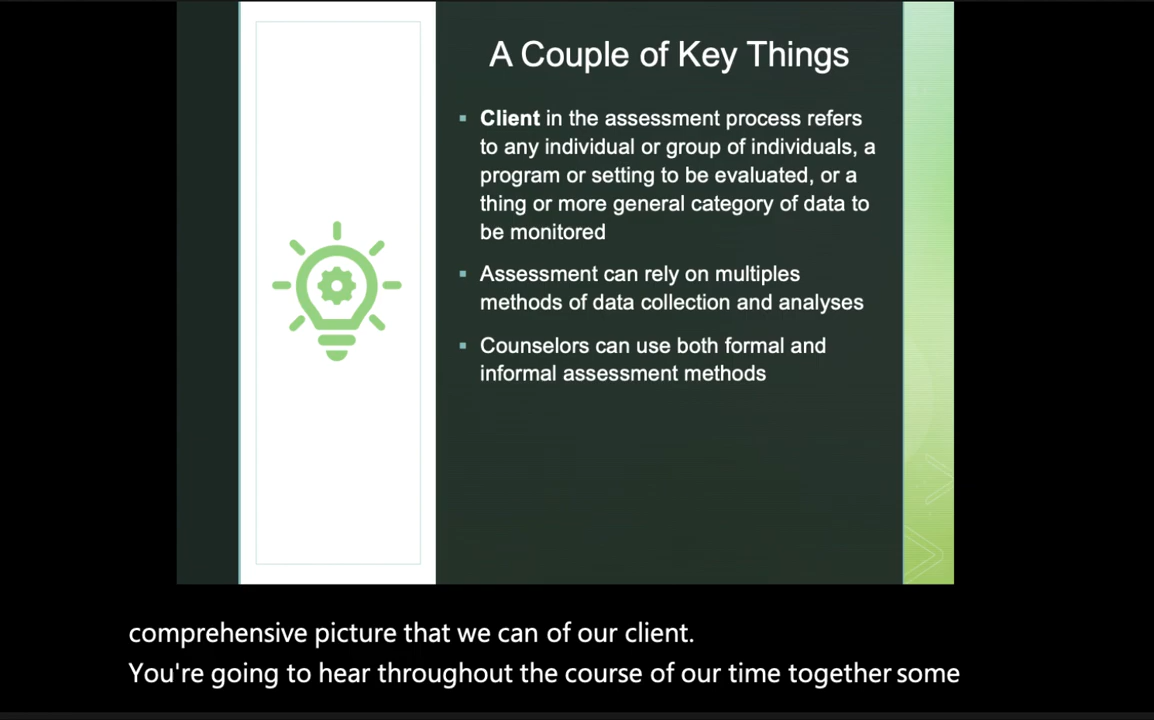 A Couple of Key Things
▪ Client in the assessment process refers
to any individual or group of individuals, a
program or setting to be evaluated, or a
thing or more general category of data to
be monitored
▪ Assessment can rely on multiples
methods of data collection and analyses
▪ Counselors can use both formal and
informal assessment methods
comprehensive picture that we can of our client.
You're going to hear throughout the course of our time together some